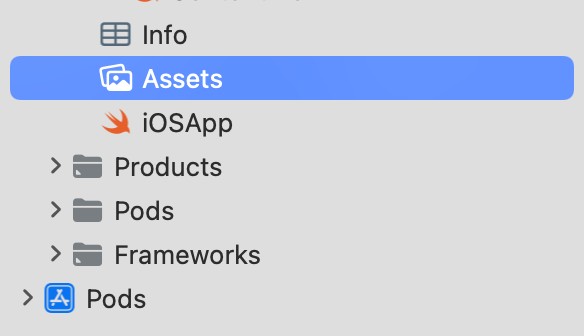 Info
Assets
iOSApp
Products
Pods
Frameworks
Pods